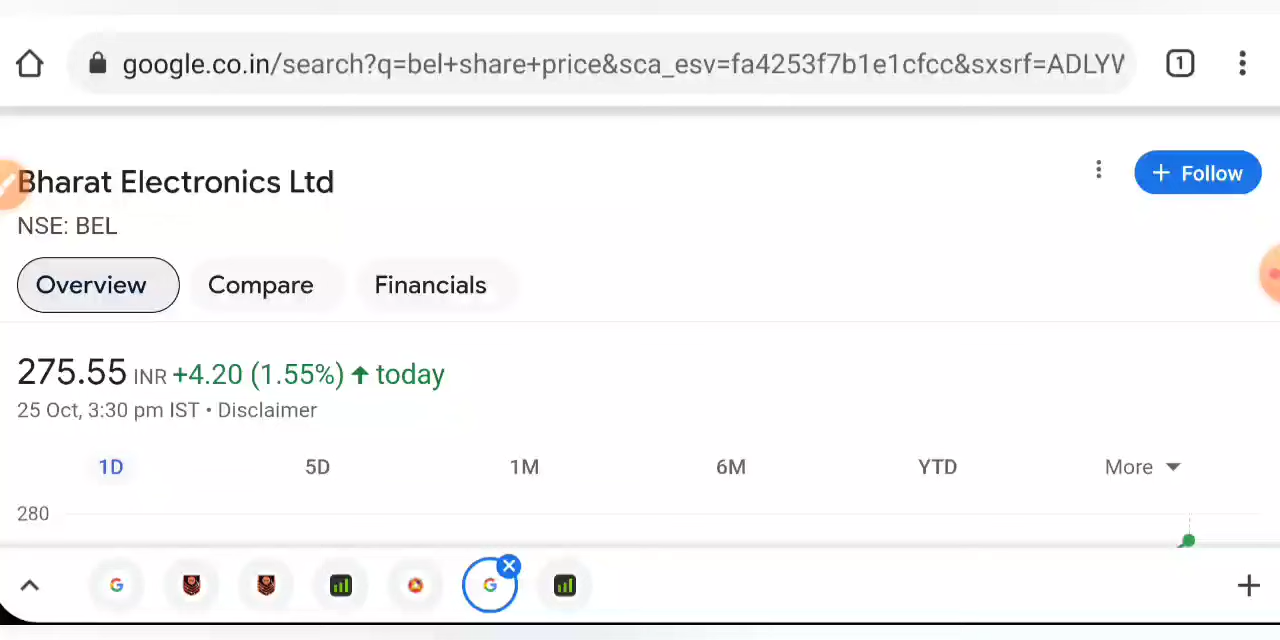 google.co.in/search?q=bel+share+price&sca_esv=fa4253f7b1e1cfcc&sxsrf=ADLYW
1
Bharat Electronics Ltd
+ Follow
NSE: BEL
Overview Compare Financials
275.55 INR +4.20 (1.55%) ↑ today
25 Oct, 3:30 pm IST • Disclaimer
1D 5D 1M 6M YTD More
280